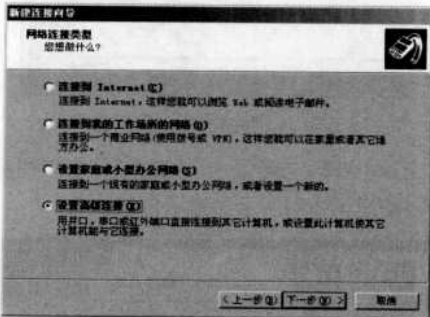 新建连接向导
网络连接类型
您想做什么?
连接到 Internet(C)
连接到 Internet,这样您就可以浏览 Web 或阅读电子邮件。
连接到我的工作场所的网络(O)
连接到一个商业网络(使用拨号或 VPN),这样您就可以在家里或者其它地
方办公。
设置家庭或小型办公网络(S)
连接到一个现有的家庭或小型办公网络,或者设置一个新的。
设置高级连接(E)
用并口,串口或红外端口直接连接到其它计算机,或设置此计算机使其它
计算机能与它连接。
<上一步(B)
下一步(N) >
取消